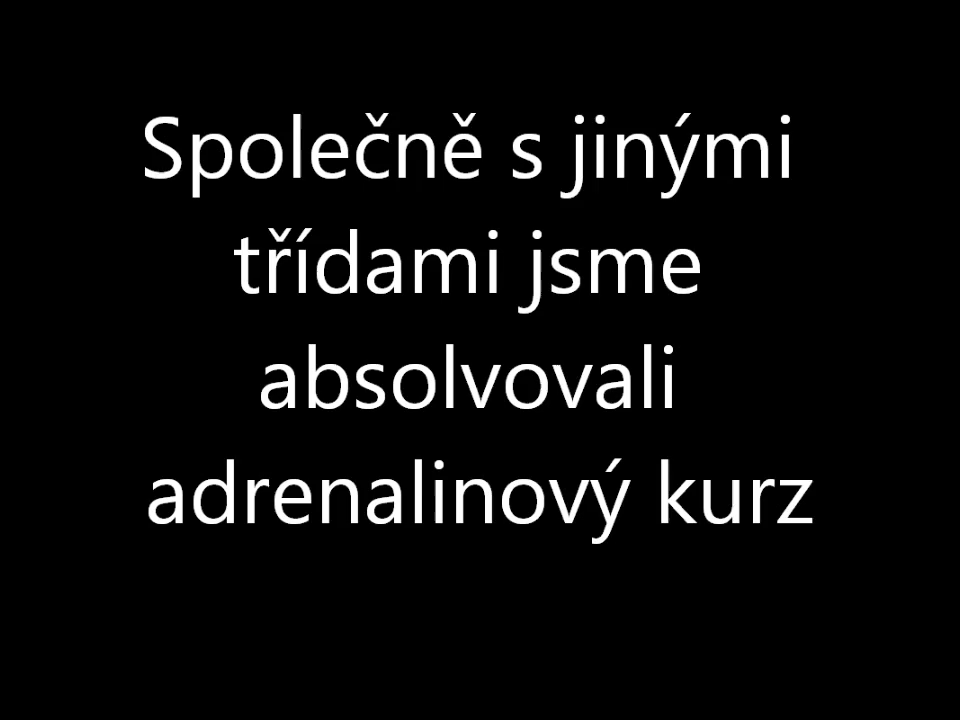 Společně s jinými
třídami jsme
absolvovali
adrenalinový kurz